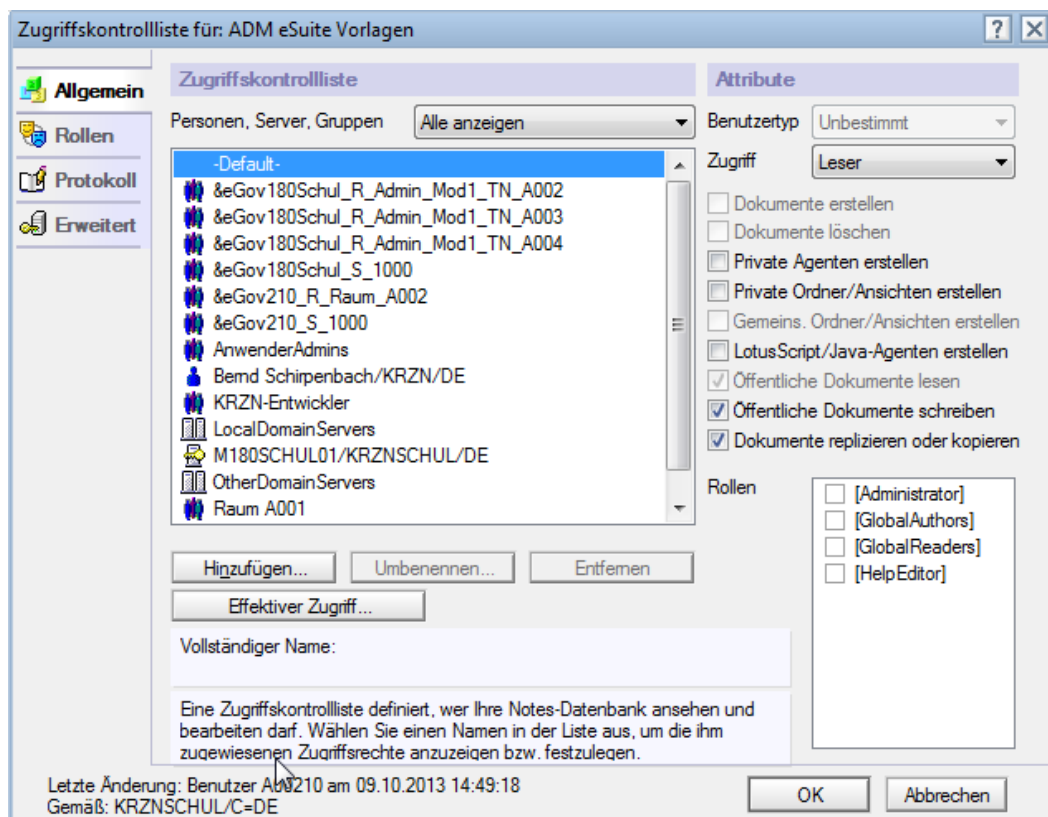 Zugriffskontrollliste für: ADM eSuite Vorlagen
Allgemein
Rollen
Protokoll
Erweitert
Zugriffskontrollliste
Personen, Server, Gruppen
Alle anzeigen
-Default-
&eGov180Schul_R_Admin_Mod1_TN_A002
&eGov180Schul_R_Admin_Mod1_TN_A003
&eGov180Schul_R_Admin_Mod1_TN_A004
&eGov180Schul_S_1000
&eGov210_R_Raum_A002
&eGov210_S_1000
AnwenderAdmins
Bernd Schirpenbach/KRZN/DE
KRZN-Entwickler
LocalDomainServers
M180SCHUL01/KRZNSCHUL/DE
OtherDomainServers
Raum A001
Hinzufügen...
Umbenennen...
Entfernen
Effektiver Zugriff...
Vollständiger Name:
Eine Zugriffskontrollliste definiert, wer Ihre Notes-Datenbank ansehen und
bearbeiten darf. Wählen Sie einen Namen in der Liste aus, um die ihm
zugewiesenen Zugriffsrechte anzuzeigen bzw. festzulegen.
Attribute
Benutzertyp
Unbestimmt
Zugriff
Leser
Dokumente erstellen
Dokumente löschen
Private Agenten erstellen
Private Ordner/Ansichten erstellen
Gemeins. Ordner/Ansichten erstellen
LotusScript/Java-Agenten erstellen
Öffentliche Dokumente lesen
Öffentliche Dokumente schreiben
Dokumente replizieren oder kopieren
Rollen
[Administrator]
[GlobalAuthors]
[GlobalReaders]
[HelpEditor]
Letzte Änderung: Benutzer am 09.10.2013 14:49:18
Gemäß: KRZNSCHUL/C=DE
OK
Abbrechen